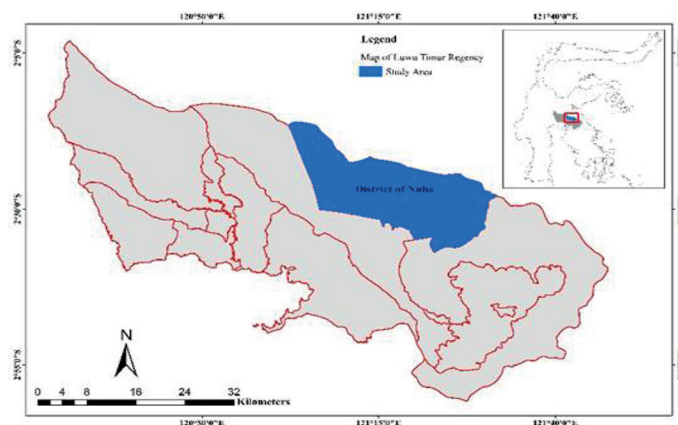 120°50'0"E 121°15'0"E 121°40'0"E
Legend
Map of Luwu Timur Regency
Study Area
2°5'0"S
District of Nuha
2°30'0"S
2°55'0"S
N
0 2 4 8 16 24 32
Kilometers
120°50'0"E 121°15'0"E 121°40'0"E